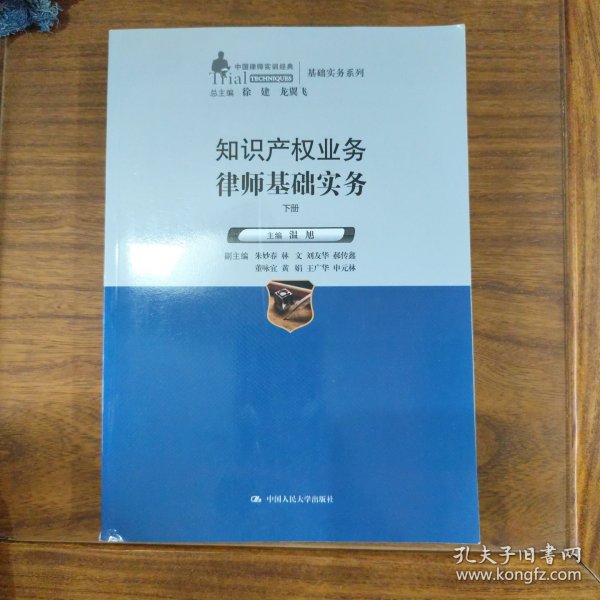 中国律师实训经典
Trial TECHNIQUES
基础实务系列
总主编 徐 建 龙翼飞
知识产权业务
律师基础实务
下册
主编 温 旭
副主编 朱妙春 林 文 刘友华 郝传鑫
董咏宜 黄 娟 王广华 申元林
中国人民大学出版社
孔夫子旧书网
www.kongfz.com